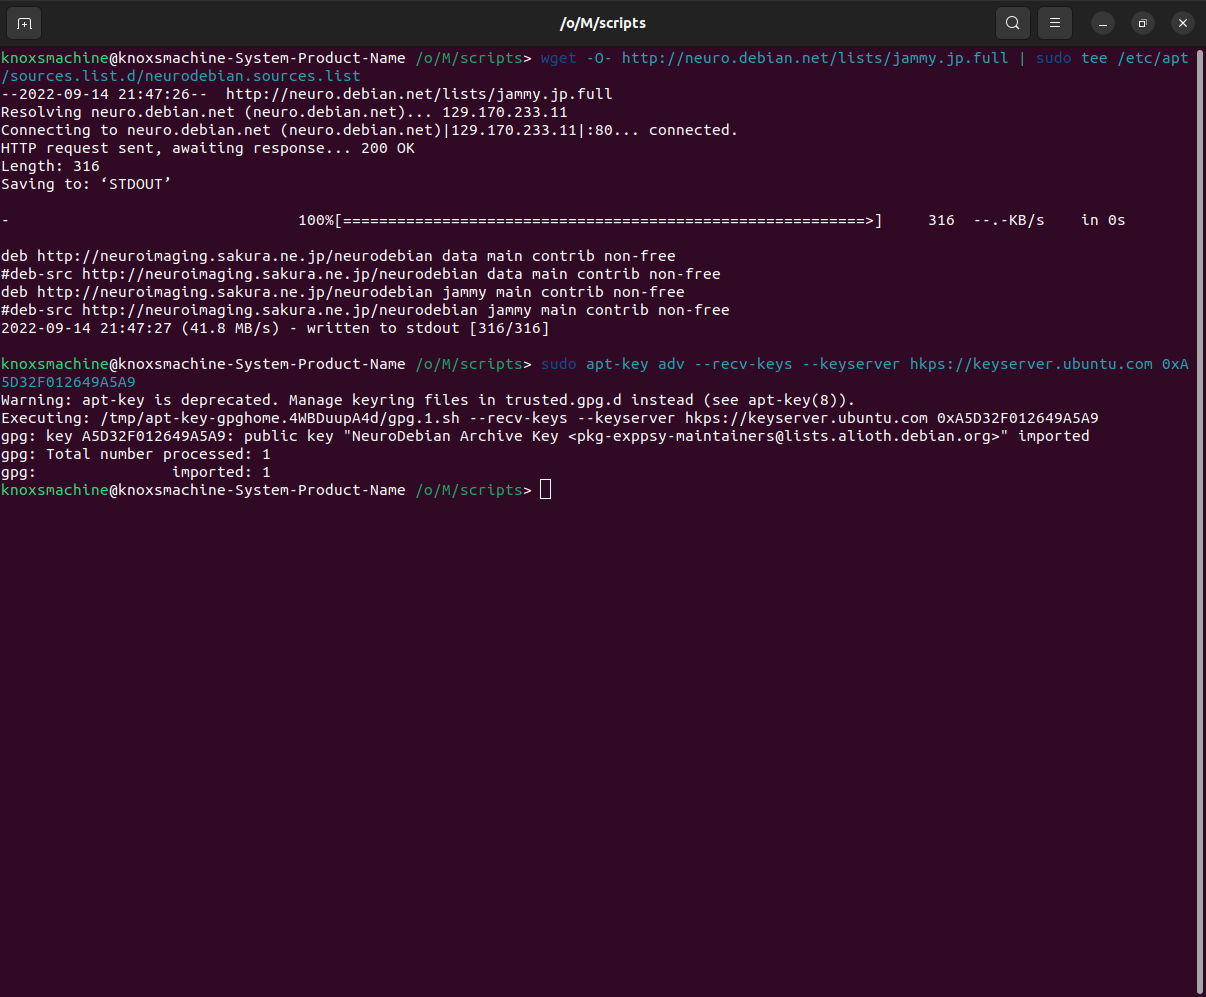 /o/M/scripts
knoxsmachine@knoxsmachine-System-Product-Name /o/M/scripts> wget -O- http://neuro.debian.net/lists/jammy.jp.full | sudo tee /etc/apt
/sources.list.d/neurodebian.sources.list
--2022-09-14 21:47:26--  http://neuro.debian.net/lists/jammy.jp.full
Resolving neuro.debian.net (neuro.debian.net)... 129.170.233.11
Connecting to neuro.debian.net (neuro.debian.net)|129.170.233.11|:80... connected.
HTTP request sent, awaiting response... 200 OK
Length: 316
Saving to: ‘STDOUT’
-                                100%[==========================================================>]     316  --.-KB/s    in 0s
deb http://neuroimaging.sakura.ne.jp/neurodebian data main contrib non-free
#deb-src http://neuroimaging.sakura.ne.jp/neurodebian data main contrib non-free
deb http://neuroimaging.sakura.ne.jp/neurodebian jammy main contrib non-free
#deb-src http://neuroimaging.sakura.ne.jp/neurodebian jammy main contrib non-free
2022-09-14 21:47:27 (41.8 MB/s) - written to stdout [316/316]
knoxsmachine@knoxsmachine-System-Product-Name /o/M/scripts> sudo apt-key adv --recv-keys --keyserver hkps://keyserver.ubuntu.com 0xA
5D32F012649A5A9
Warning: apt-key is deprecated. Manage keyring files in trusted.gpg.d instead (see apt-key(8)).
Executing: /tmp/apt-key-gpghome.4WBDuupA4d/gpg.1.sh --recv-keys --keyserver hkps://keyserver.ubuntu.com 0xA5D32F012649A5A9
gpg: key A5D32F012649A5A9: public key "NeuroDebian Archive Key <pkg-exppsy-maintainers@lists.alioth.debian.org>" imported
gpg: Total number processed: 1
gpg:               imported: 1
knoxsmachine@knoxsmachine-System-Product-Name /o/M/scripts>